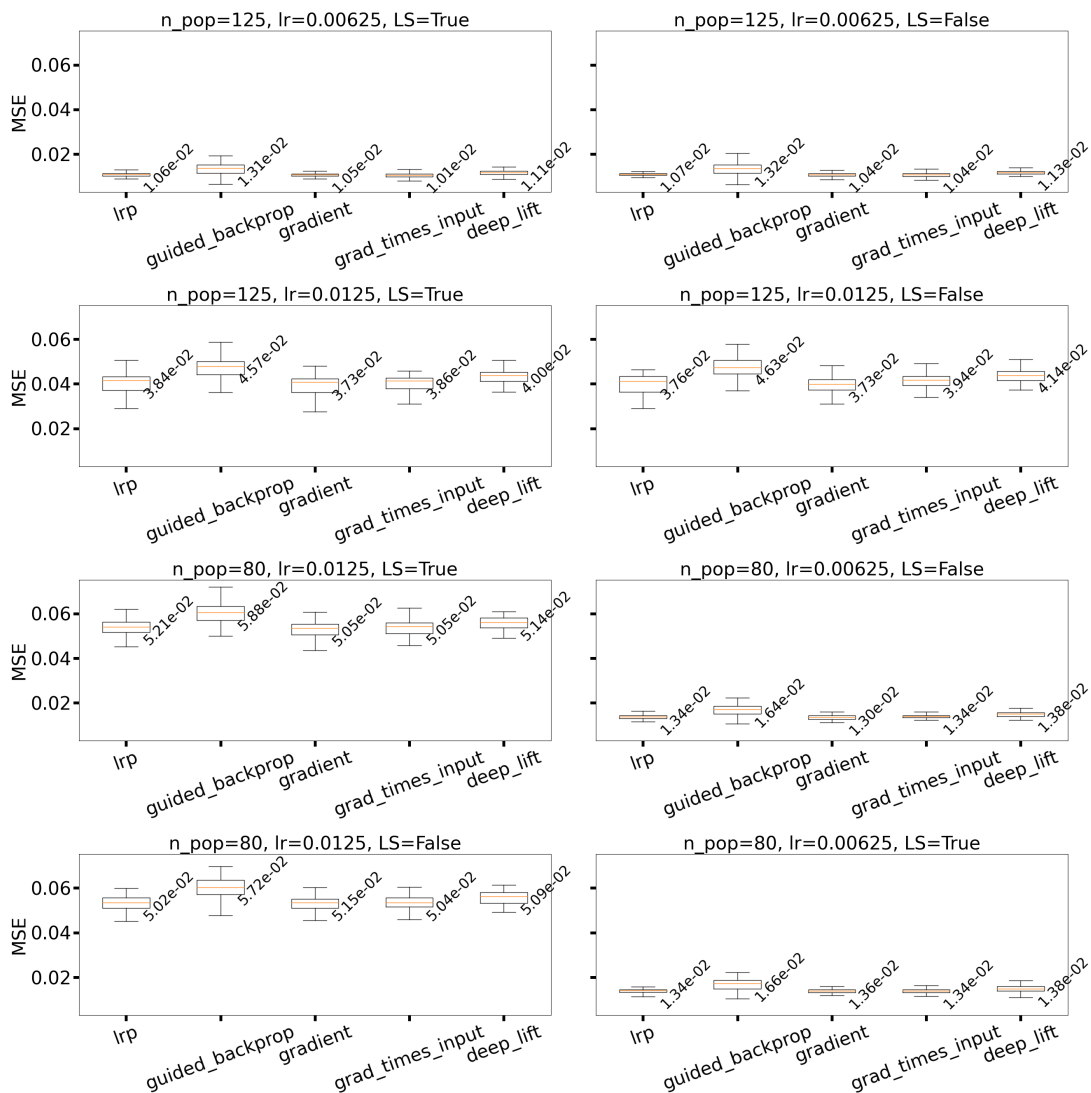 n_pop=125, lr=0.00625, LS=True
MSE
0.06
0.04
0.02
1.06e-02
1.31e-02
1.05e-02
1.01e-02
1.11e-02
lrp
guided_backprop
gradient
grad_times_input
deep_lift
n_pop=125, lr=0.00625, LS=False
1.07e-02
1.32e-02
1.04e-02
1.04e-02
1.13e-02
lrp
guided_backprop
gradient
grad_times_input
deep_lift
n_pop=125, lr=0.0125, LS=True
MSE
0.06
0.04
0.02
3.84e-02
4.57e-02
3.73e-02
3.86e-02
4.00e-02
lrp
guided_backprop
gradient
grad_times_input
deep_lift
n_pop=125, lr=0.0125, LS=False
3.76e-02
4.63e-02
3.73e-02
3.94e-02
4.14e-02
lrp
guided_backprop
gradient
grad_times_input
deep_lift
n_pop=80, lr=0.0125, LS=True
MSE
0.06
0.04
0.02
5.21e-02
5.88e-02
5.05e-02
5.05e-02
5.14e-02
lrp
guided_backprop
gradient
grad_times_input
deep_lift
n_pop=80, lr=0.00625, LS=False
1.34e-02
1.64e-02
1.30e-02
1.34e-02
1.38e-02
lrp
guided_backprop
gradient
grad_times_input
deep_lift
n_pop=80, lr=0.0125, LS=False
MSE
0.06
0.04
0.02
5.02e-02
5.72e-02
5.15e-02
5.04e-02
5.09e-02
lrp
guided_backprop
gradient
grad_times_input
deep_lift
n_pop=80, lr=0.00625, LS=True
1.34e-02
1.66e-02
1.36e-02
1.34e-02
1.38e-02
lrp
guided_backprop
gradient
grad_times_input
deep_lift